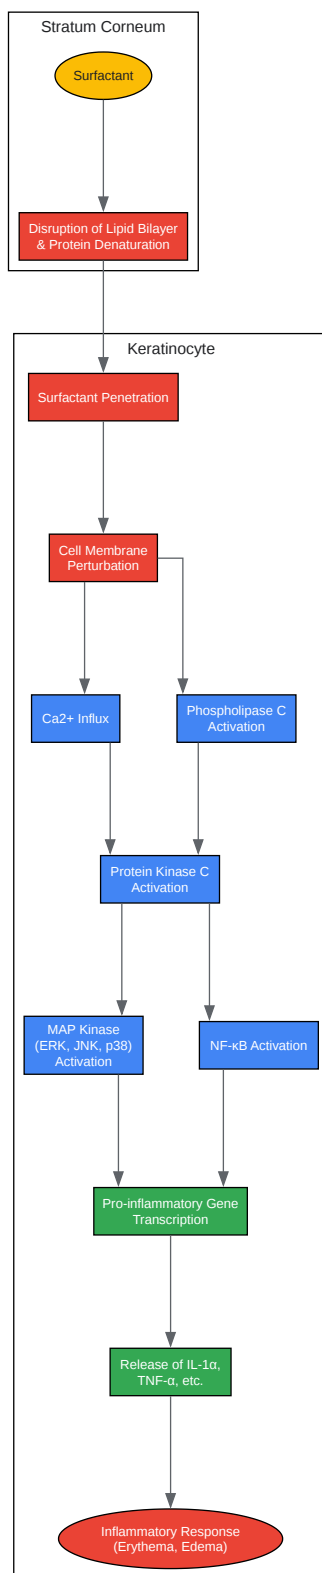 Stratum Corneum
Surfactant
Disruption of Lipid Bilayer
& Protein Denaturation
Keratinocyte
Surfactant Penetration
Cell Membrane
Perturbation
Ca2+ Influx
Phospholipase C
Activation
Protein Kinase C
Activation
MAP Kinase
(ERK, JNK, p38)
Activation
NF-κB Activation
Pro-inflammatory Gene
Transcription
Release of IL-1α,
TNF-α, etc.
Inflammatory Response
(Erythema, Edema)